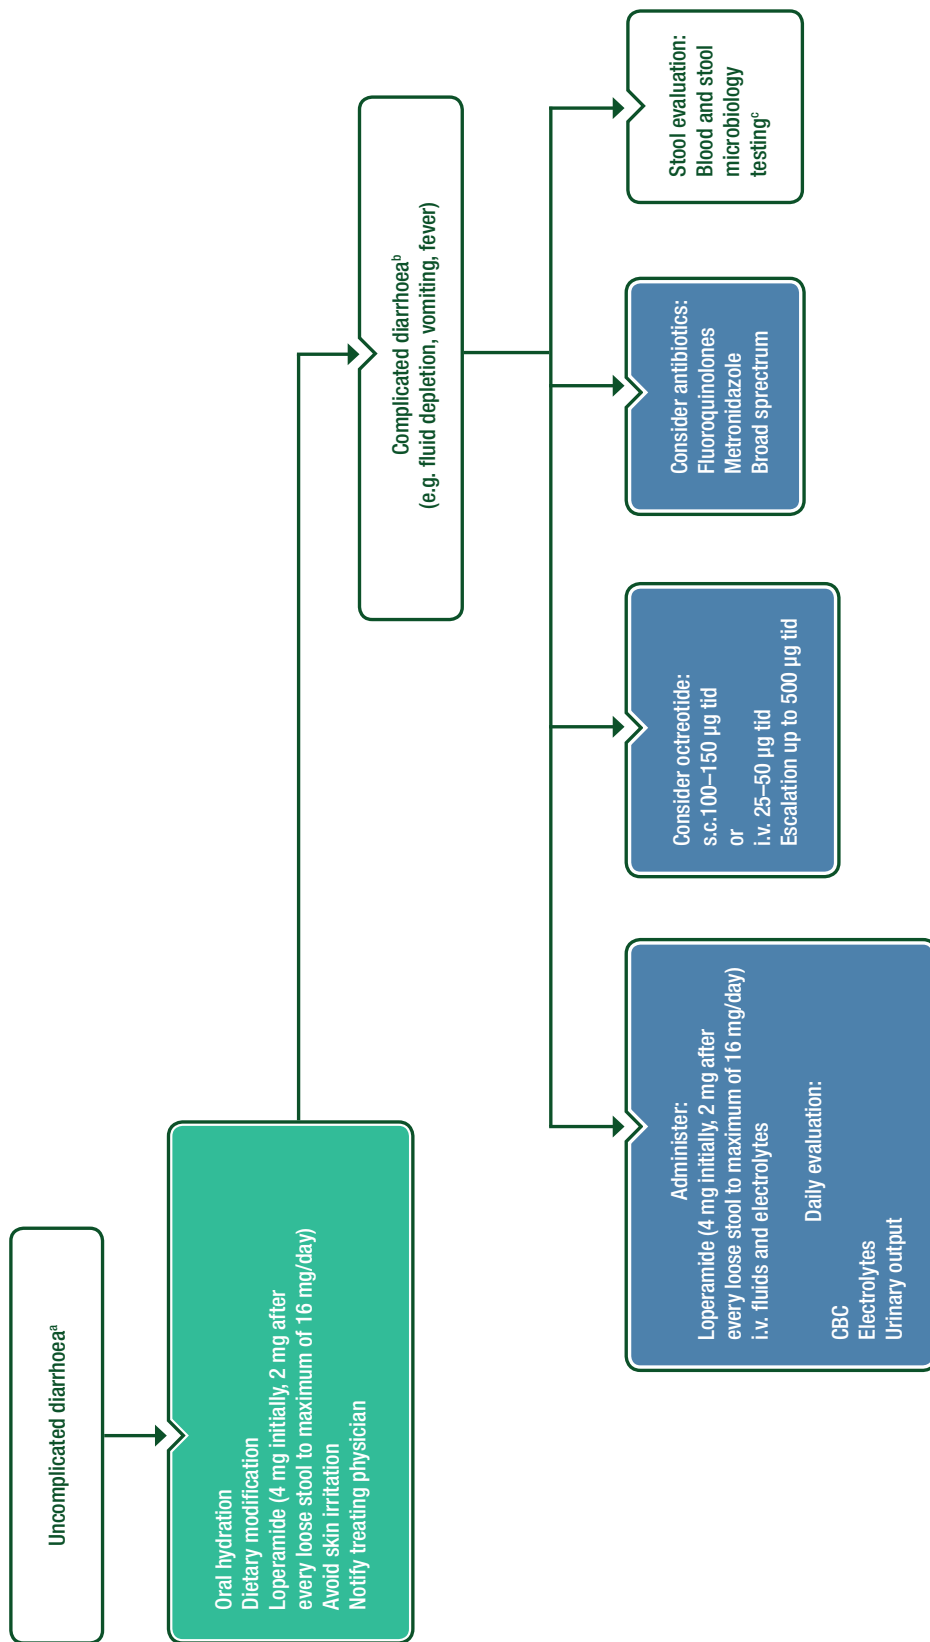 Uncomplicated diarrhoeaᵃ
Oral hydration
Dietary modification
Loperamide (4 mg initially, 2 mg after
every loose stool to maximum of 16 mg/day)
Avoid skin irritation
Notify treating physician
Complicated diarrhoeaᵇ
(e.g. fluid depletion, vomiting, fever)
Administer:
Loperamide (4 mg initially, 2 mg after
every loose stool to maximum of 16 mg/day)
i.v. fluids and electrolytes
Daily evaluation:
CBC
Electrolytes
Urinary output
Consider octreotide:
s.c.100–150 µg tid
or
i.v. 25–50 µg tid
Escalation up to 500 µg tid
Consider antibiotics:
Fluoroquinolones
Metronidazole
Broad sprectrum
Stool evaluation:
Blood and stool
microbiology
testingᶜ